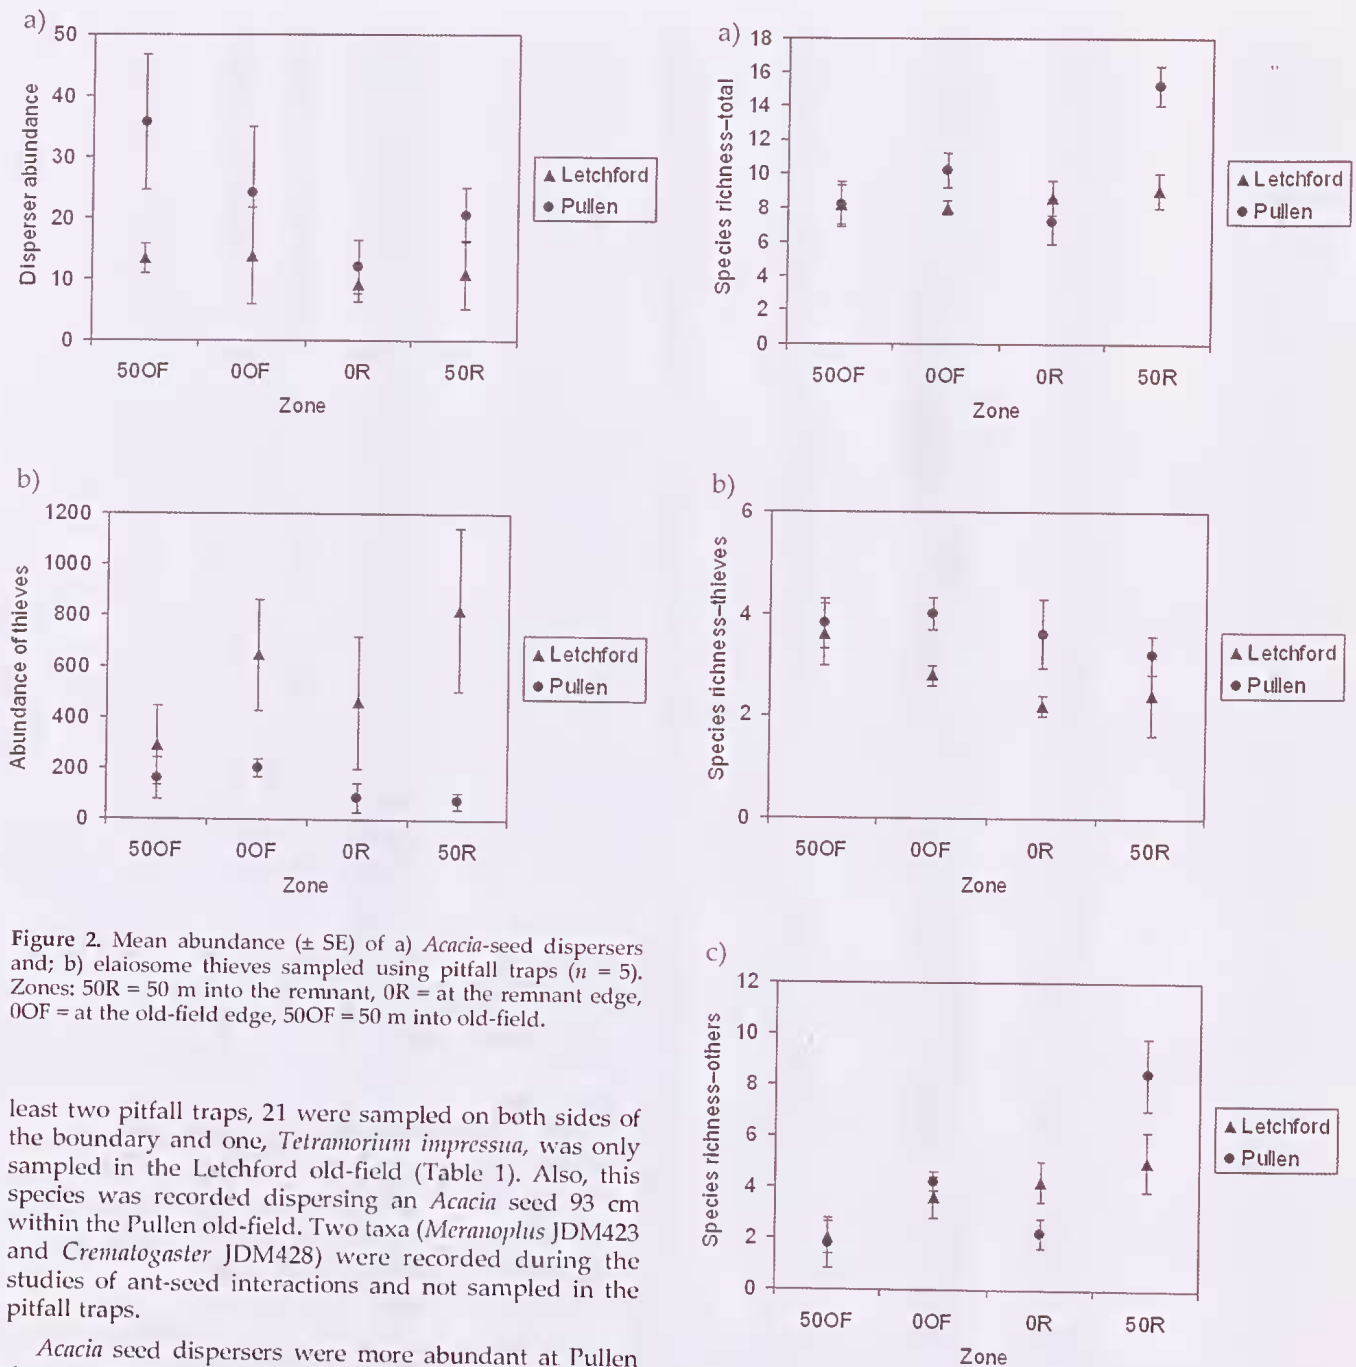 a)
50
40
30
20
10
0
Disperser abundance
50OF 0OF 0R 50R
Zone
Letchford
Pullen
b)
1200
1000
800
600
400
200
0
Abundance of thieves
50OF 0OF 0R 50R
Zone
Letchford
Pullen
Figure 2. Mean abundance (± SE) of a) Acacia-seed dispersers
and; b) elaiosome thieves sampled using pitfall traps (n = 5).
Zones: 50R = 50 m into the remnant, 0R = at the remnant edge,
0OF = at the old-field edge, 50OF = 50 m into old-field.
least two pitfall traps, 21 were sampled on both sides of
the boundary and one, Tetramorium impressua, was only
sampled in the Letchford old-field (Table 1). Also, this
species was recorded dispersing an Acacia seed 93 cm
within the Pullen old-field. Two taxa (Meranoplus JDM423
and Crematogaster JDM428) were recorded during the
studies of ant-seed interactions and not sampled in the
pitfall traps.
Acacia seed dispersers were more abundant at Pullen
a)
18
16
14
12
10
8
6
4
2
0
Species richness–total
50OF 0OF 0R 50R
Zone
Letchford
Pullen
b)
6
4
2
0
Species richness–thieves
50OF 0OF 0R 50R
Zone
Letchford
Pullen
c)
12
10
8
6
4
2
0
Species richness–others
50OF 0OF 0R 50R
Zone
Letchford
Pullen